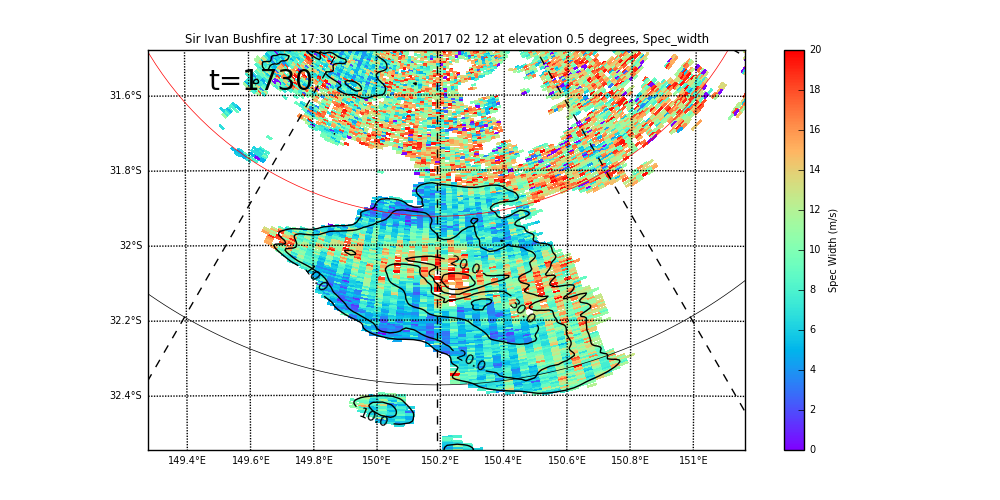 Sir Ivan Bushfire at 17:30 Local Time on 2017 02 12 at elevation 0.5 degrees, Spec_width
t=1730
31.6°S
31.8°S
32°S
32.2°S
32.4°S
149.4°E 149.6°E 149.8°E 150°E 150.2°E 150.4°E 150.6°E 150.8°E 151°E
20.0
30.0
20.0
10.0
20
18
16
14
12
10
8
6
4
2
0
Spec Width (m/s)